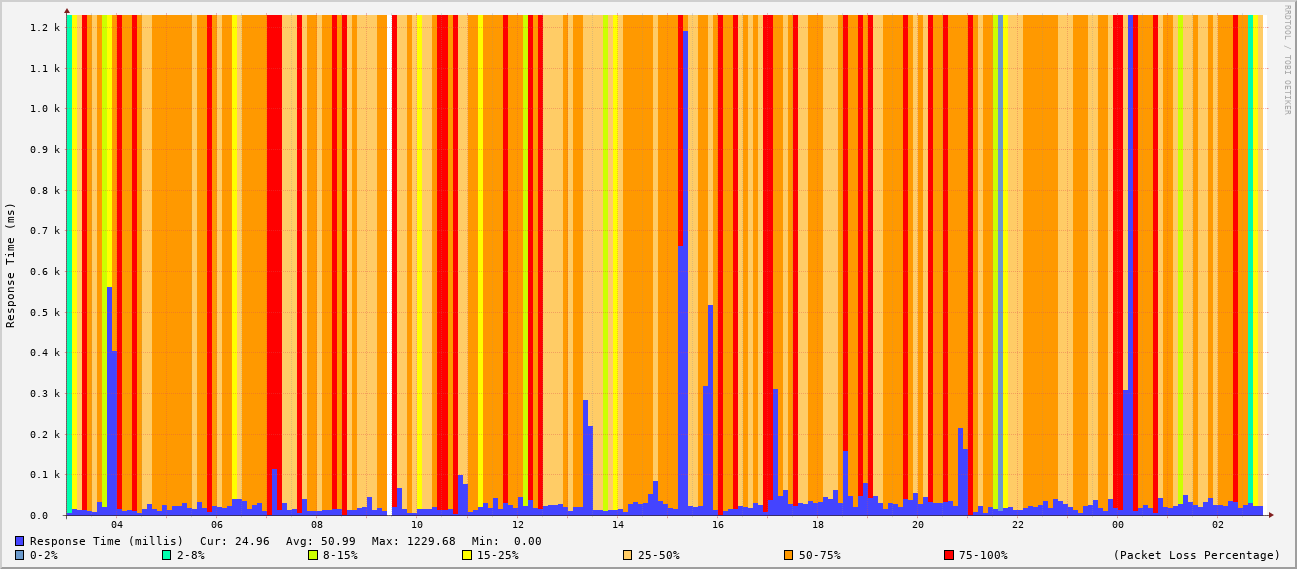 RRDTOOL / TOBI OETIKER
Response Time (ms)
1.2 k
1.1 k
1.0 k
0.9 k
0.8 k
0.7 k
0.6 k
0.5 k
0.4 k
0.3 k
0.2 k
0.1 k
0.0
04 06 08 10 12 14 16 18 20 22 00 02
Response Time (millis) Cur: 24.96 Avg: 50.99 Max: 1229.68 Min: 0.00
0-2% 2-8% 8-15% 15-25% 25-50% 50-75% 75-100% (Packet Loss Percentage)